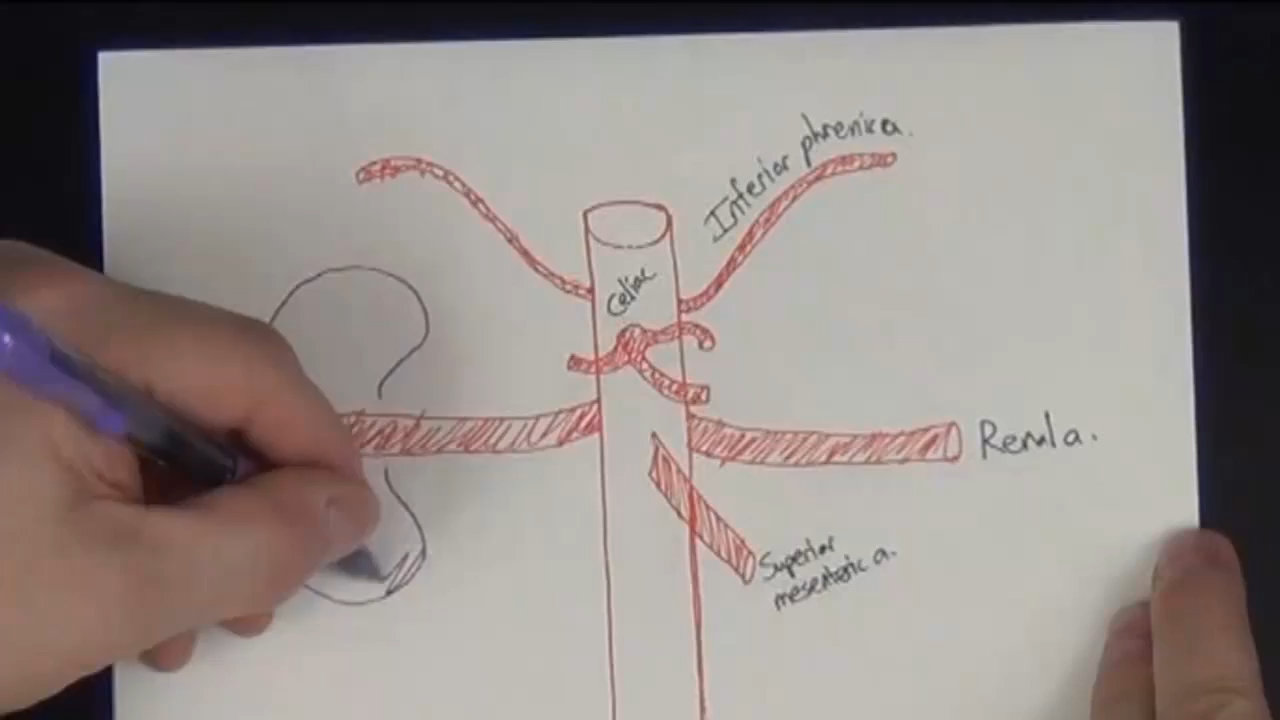 Inferior phrenic a.
Celiac
Renal a.
Superior
mesenteric a.